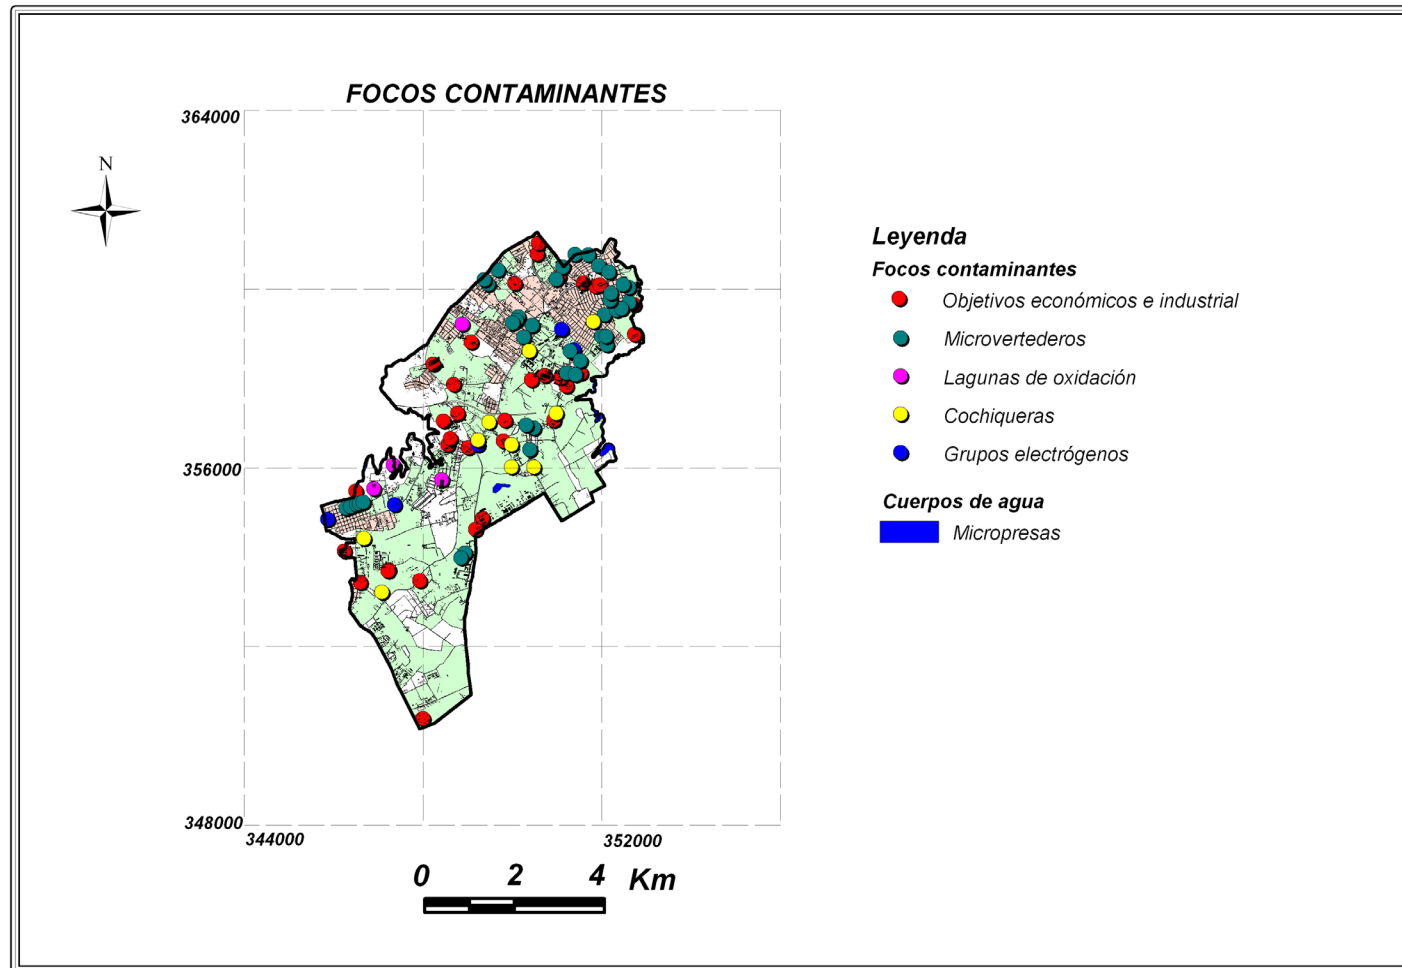 FOCOS CONTAMINANTES
364000
N
Leyenda
Focos contaminantes
Objetivos económicos e industrial
Microvertederos
Lagunas de oxidación
Cochiqueras
356000
Grupos electrógenos
Cuerpos de agua
Micropresas
348000
344000
352000
0 2 4 Km